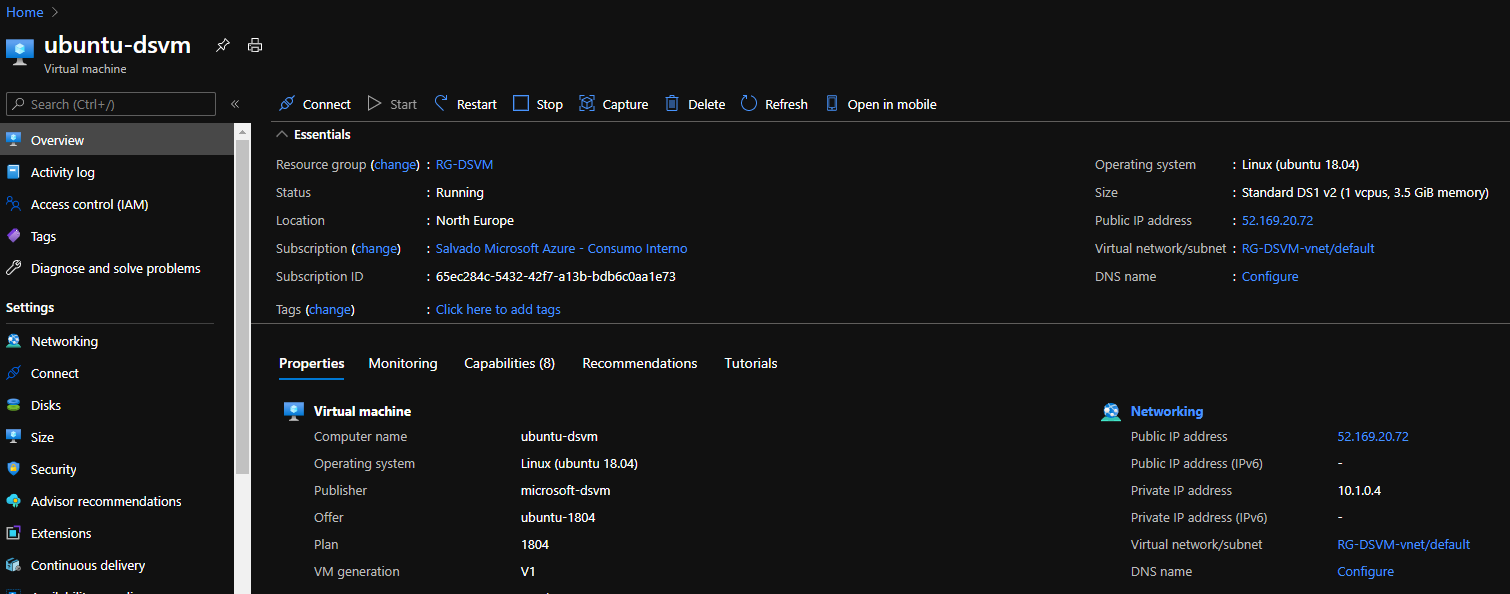 Home
ubuntu-dsvm
Virtual machine
Search (Ctrl+/)
«
Overview
Activity log
Access control (IAM)
Tags
Diagnose and solve problems
Settings
Networking
Connect
Disks
Size
Security
Advisor recommendations
Extensions
Continuous delivery
Connect Start Restart Stop Capture Delete Refresh Open in mobile
Essentials
Resource group (change) : RG-DSVM
Status : Running
Location : North Europe
Subscription (change) : Salvado Microsoft Azure - Consumo Interno
Subscription ID : 65ec284c-5432-42f7-a13b-bdb6c0aa1e73
Tags (change) : Click here to add tags
Operating system : Linux (ubuntu 18.04)
Size : Standard DS1 v2 (1 vcpus, 3.5 GiB memory)
Public IP address : 52.169.20.72
Virtual network/subnet : RG-DSVM-vnet/default
DNS name : Configure
Properties Monitoring Capabilities (8) Recommendations Tutorials
Virtual machine
Computer name ubuntu-dsvm
Operating system Linux (ubuntu 18.04)
Publisher microsoft-dsvm
Offer ubuntu-1804
Plan 1804
VM generation V1
Networking
Public IP address 52.169.20.72
Public IP address (IPv6) -
Private IP address 10.1.0.4
Private IP address (IPv6) -
Virtual network/subnet RG-DSVM-vnet/default
DNS name Configure